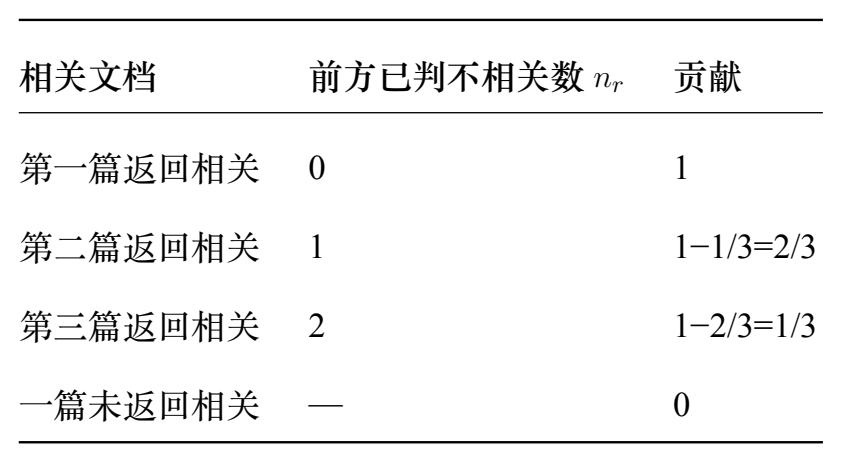 相关文档 前方已判不相关数 nᵣ 贡献
第一篇返回相关 0 1
第二篇返回相关 1 1−1/3=2/3
第三篇返回相关 2 1−2/3=1/3
一篇未返回相关 — 0